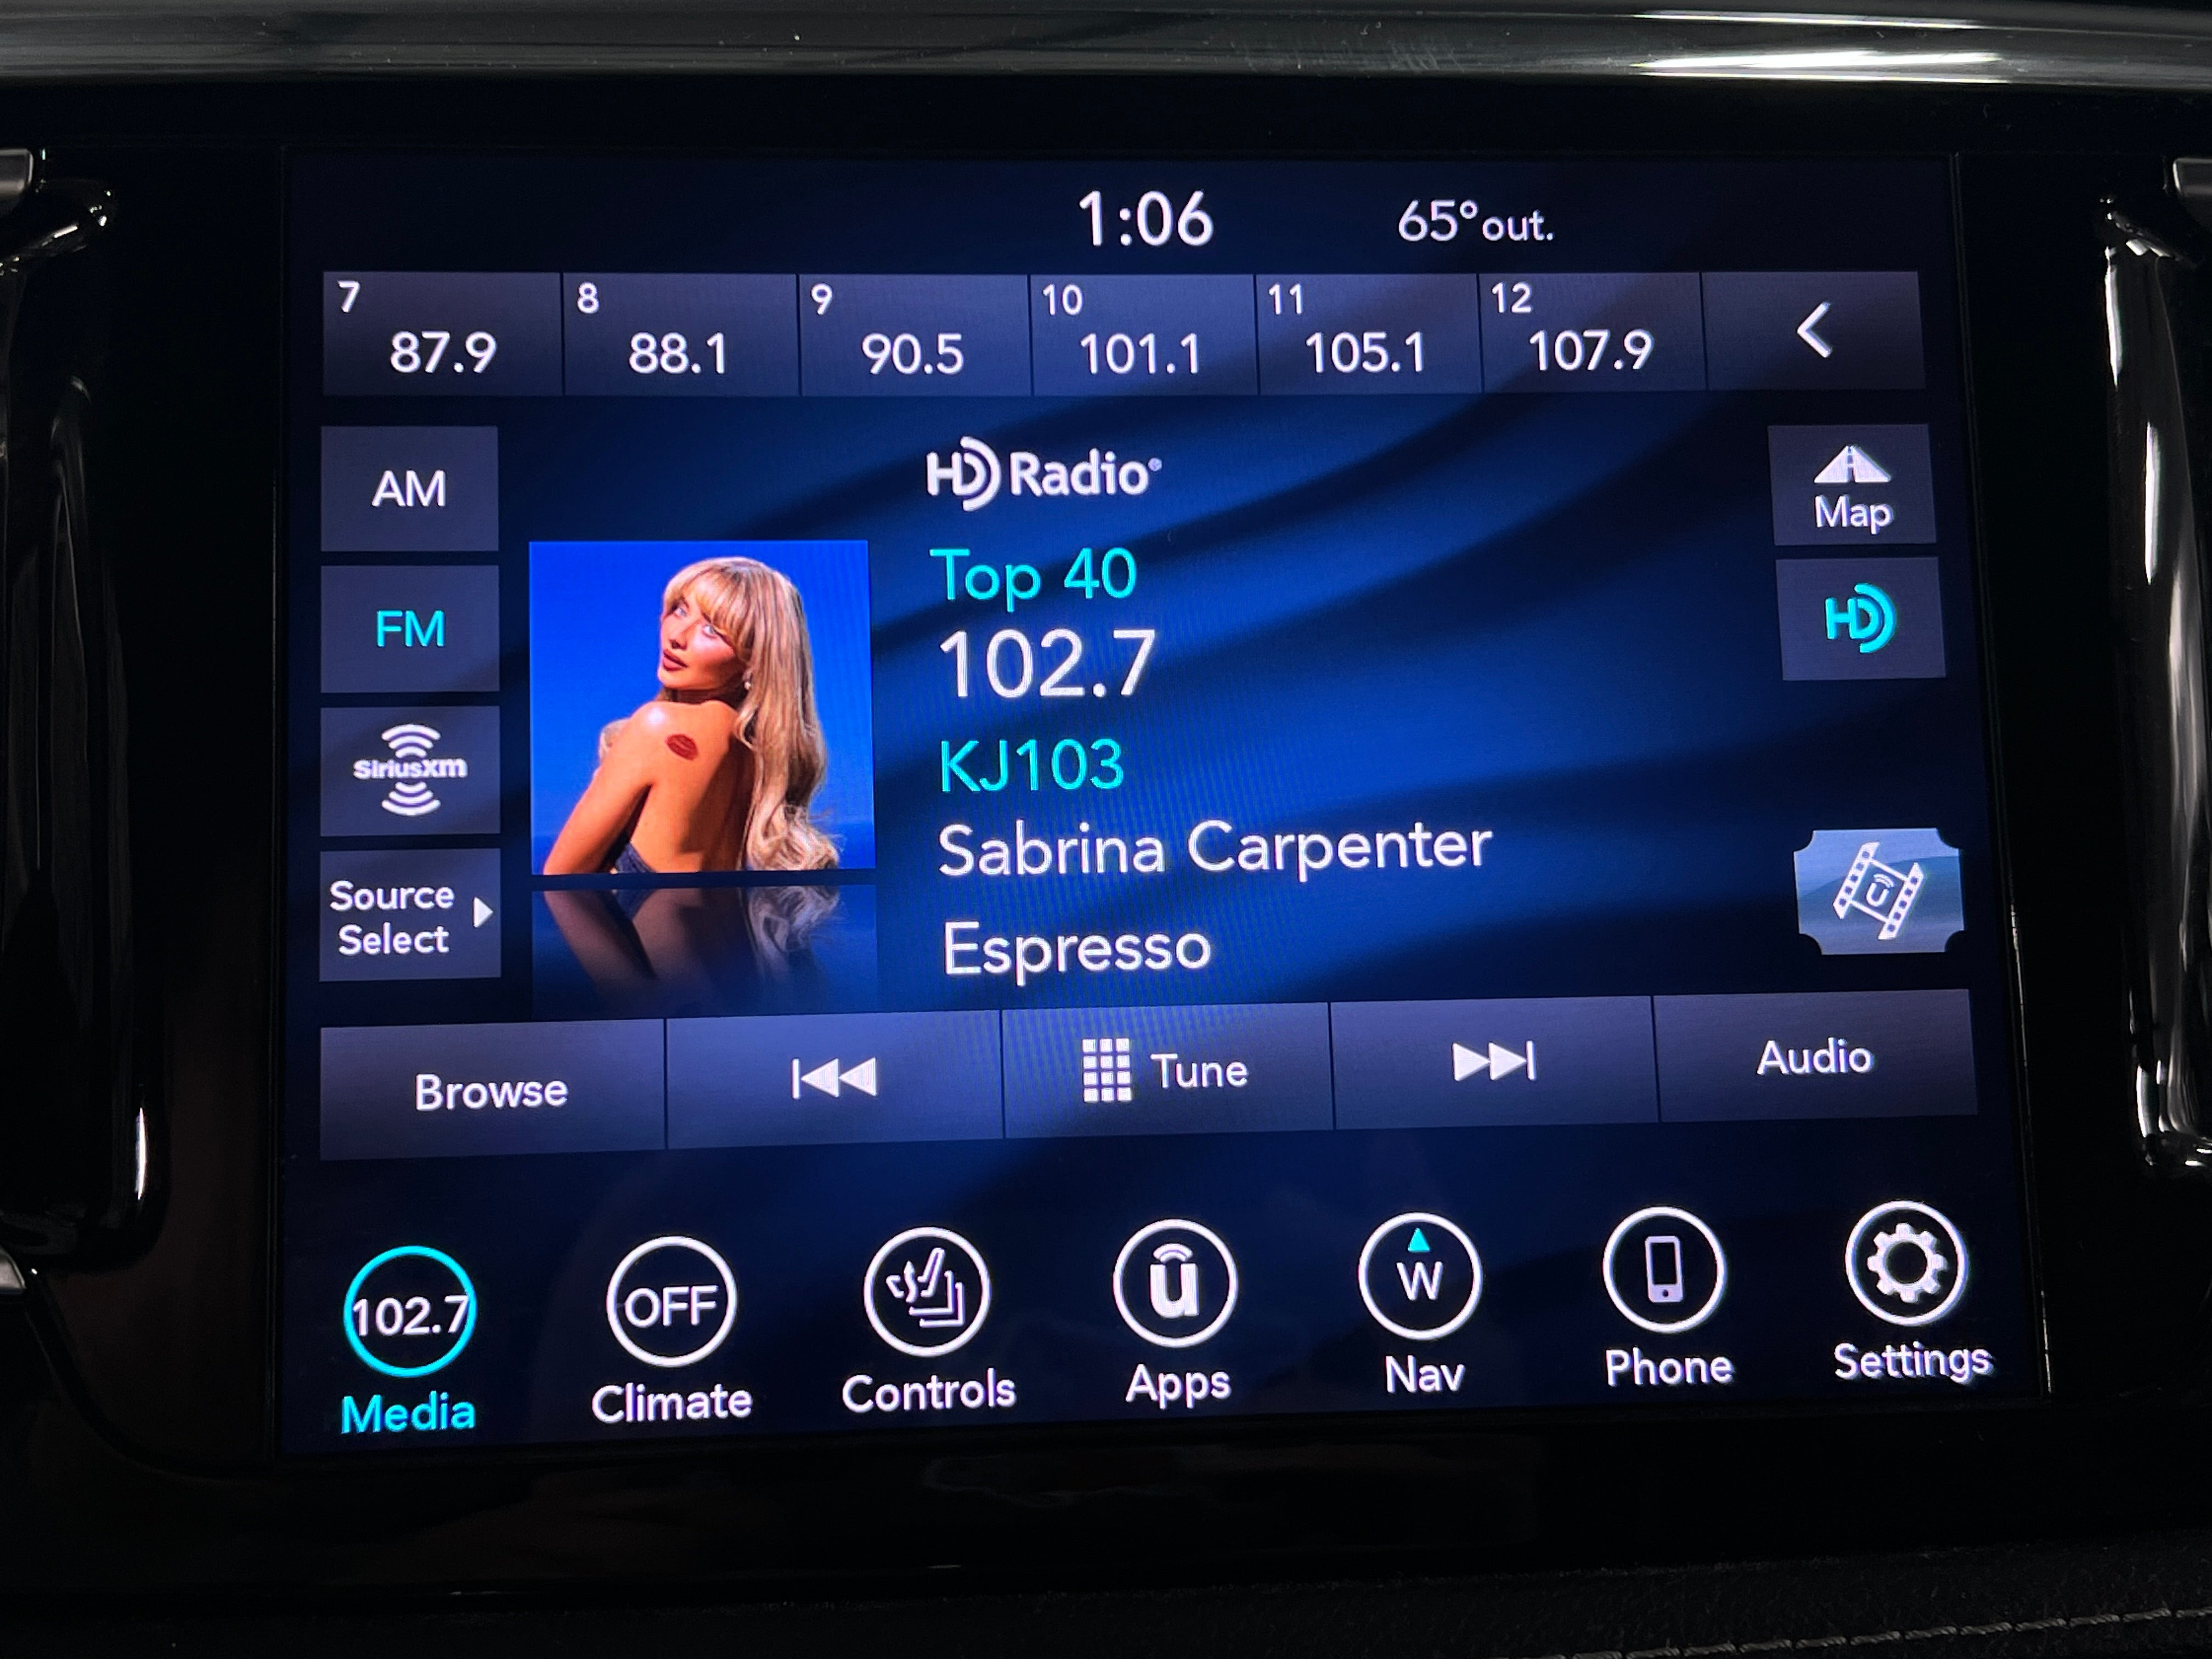 1:06 65°out.
7 8 9 10 11 12
87.9 88.1 90.5 101.1 105.1 107.9
AM
HD Radio®
Map
Top 40
FM
102.7
HD
KJ103
SiriusXM
Sabrina Carpenter
Source
Select
Espresso
u
Browse Tune Audio
102.7 OFF u W
Media Climate Controls Apps Nav Phone Settings